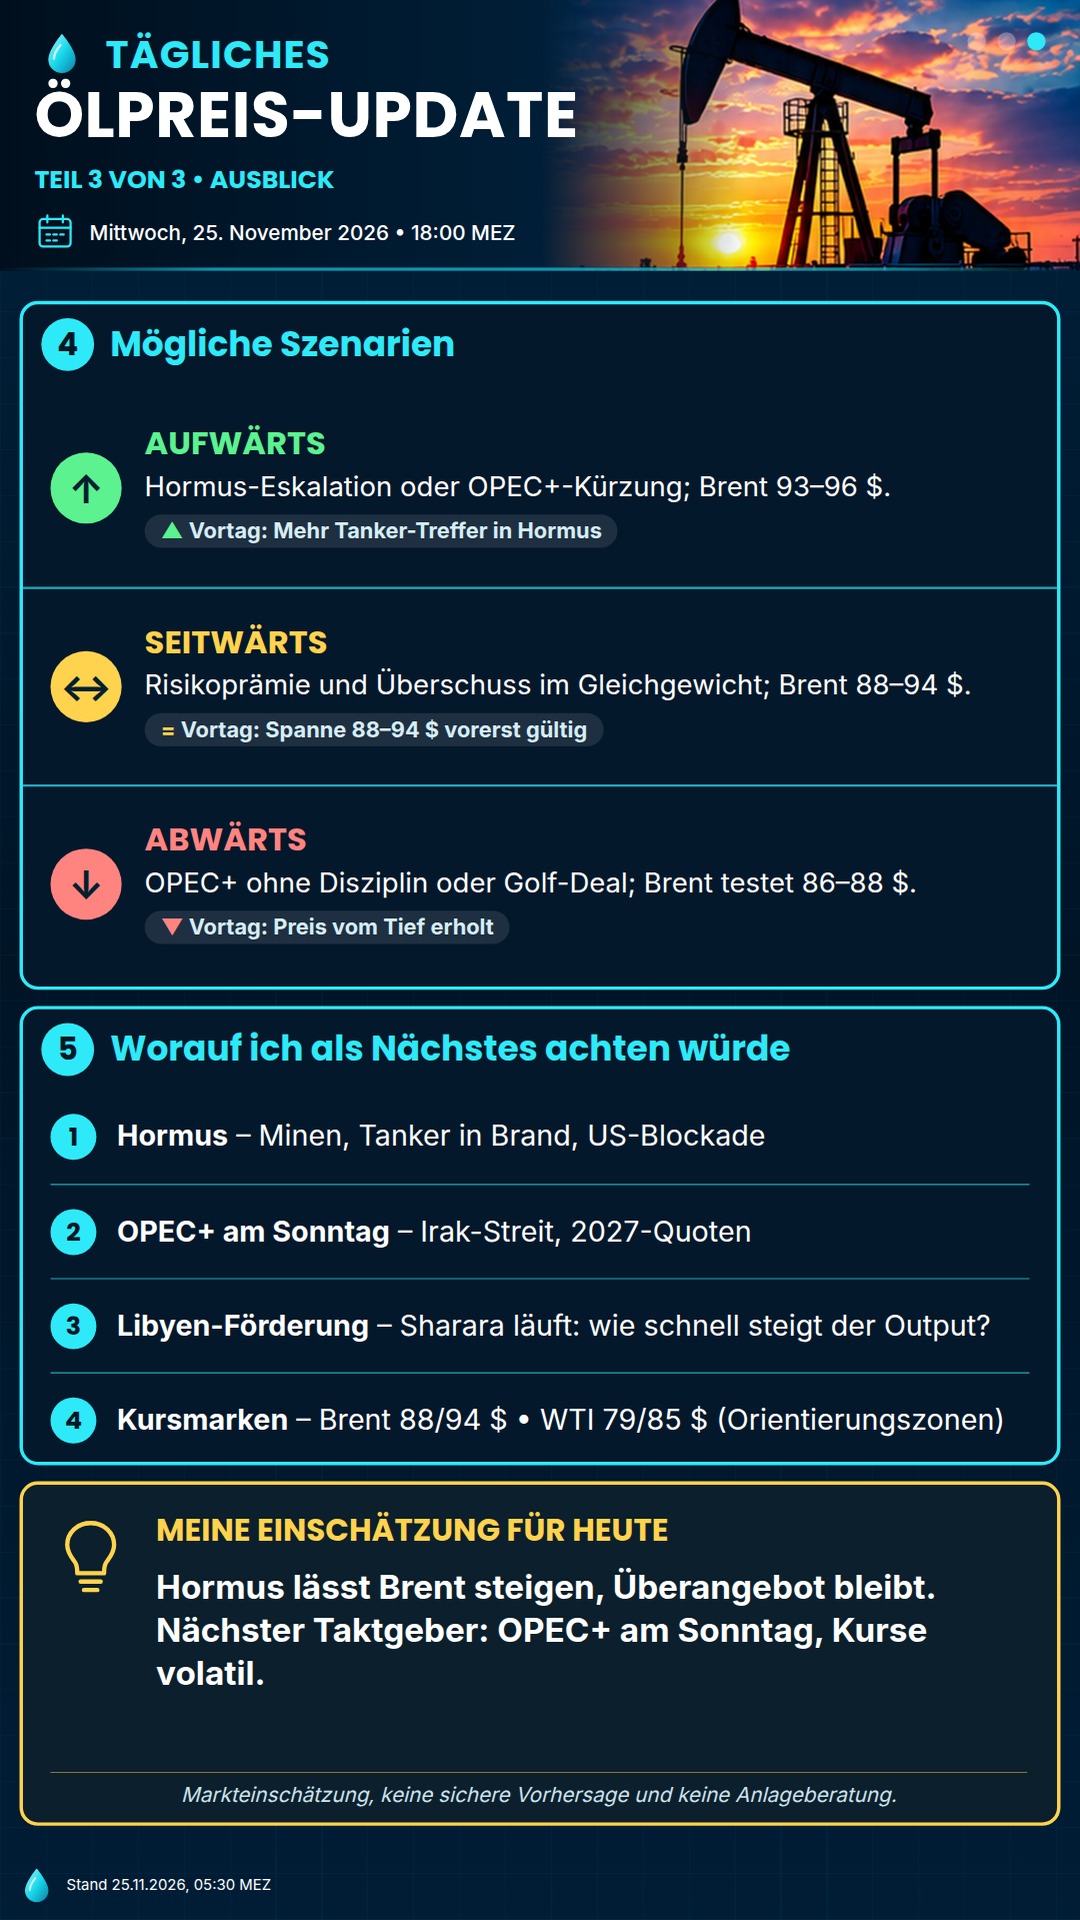 TÄGLICHES
ÖLPREIS-UPDATE
TEIL 3 VON 3 • AUSBLICK
Mittwoch, 25. November 2026 • 18:00 MEZ
4 Mögliche Szenarien
AUFWÄRTS
↑ Hormus-Eskalation oder OPEC+-Kürzung; Brent 93–96 $.
▲ Vortag: Mehr Tanker-Treffer in Hormus
SEITWÄRTS
↔ Risikoprämie und Überschuss im Gleichgewicht; Brent 88–94 $.
= Vortag: Spanne 88–94 $ vorerst gültig
ABWÄRTS
↓ OPEC+ ohne Disziplin oder Golf-Deal; Brent testet 86–88 $.
▼ Vortag: Preis vom Tief erholt
5 Worauf ich als Nächstes achten würde
1 Hormus – Minen, Tanker in Brand, US-Blockade
2 OPEC+ am Sonntag – Irak-Streit, 2027-Quoten
3 Libyen-Förderung – Sharara läuft: wie schnell steigt der Output?
4 Kursmarken – Brent 88/94 $ • WTI 79/85 $ (Orientierungszonen)
MEINE EINSCHÄTZUNG FÜR HEUTE
Hormus lässt Brent steigen, Überangebot bleibt.
Nächster Taktgeber: OPEC+ am Sonntag, Kurse
volatil.
Markteinschätzung, keine sichere Vorhersage und keine Anlageberatung.
Stand 25.11.2026, 05:30 MEZ